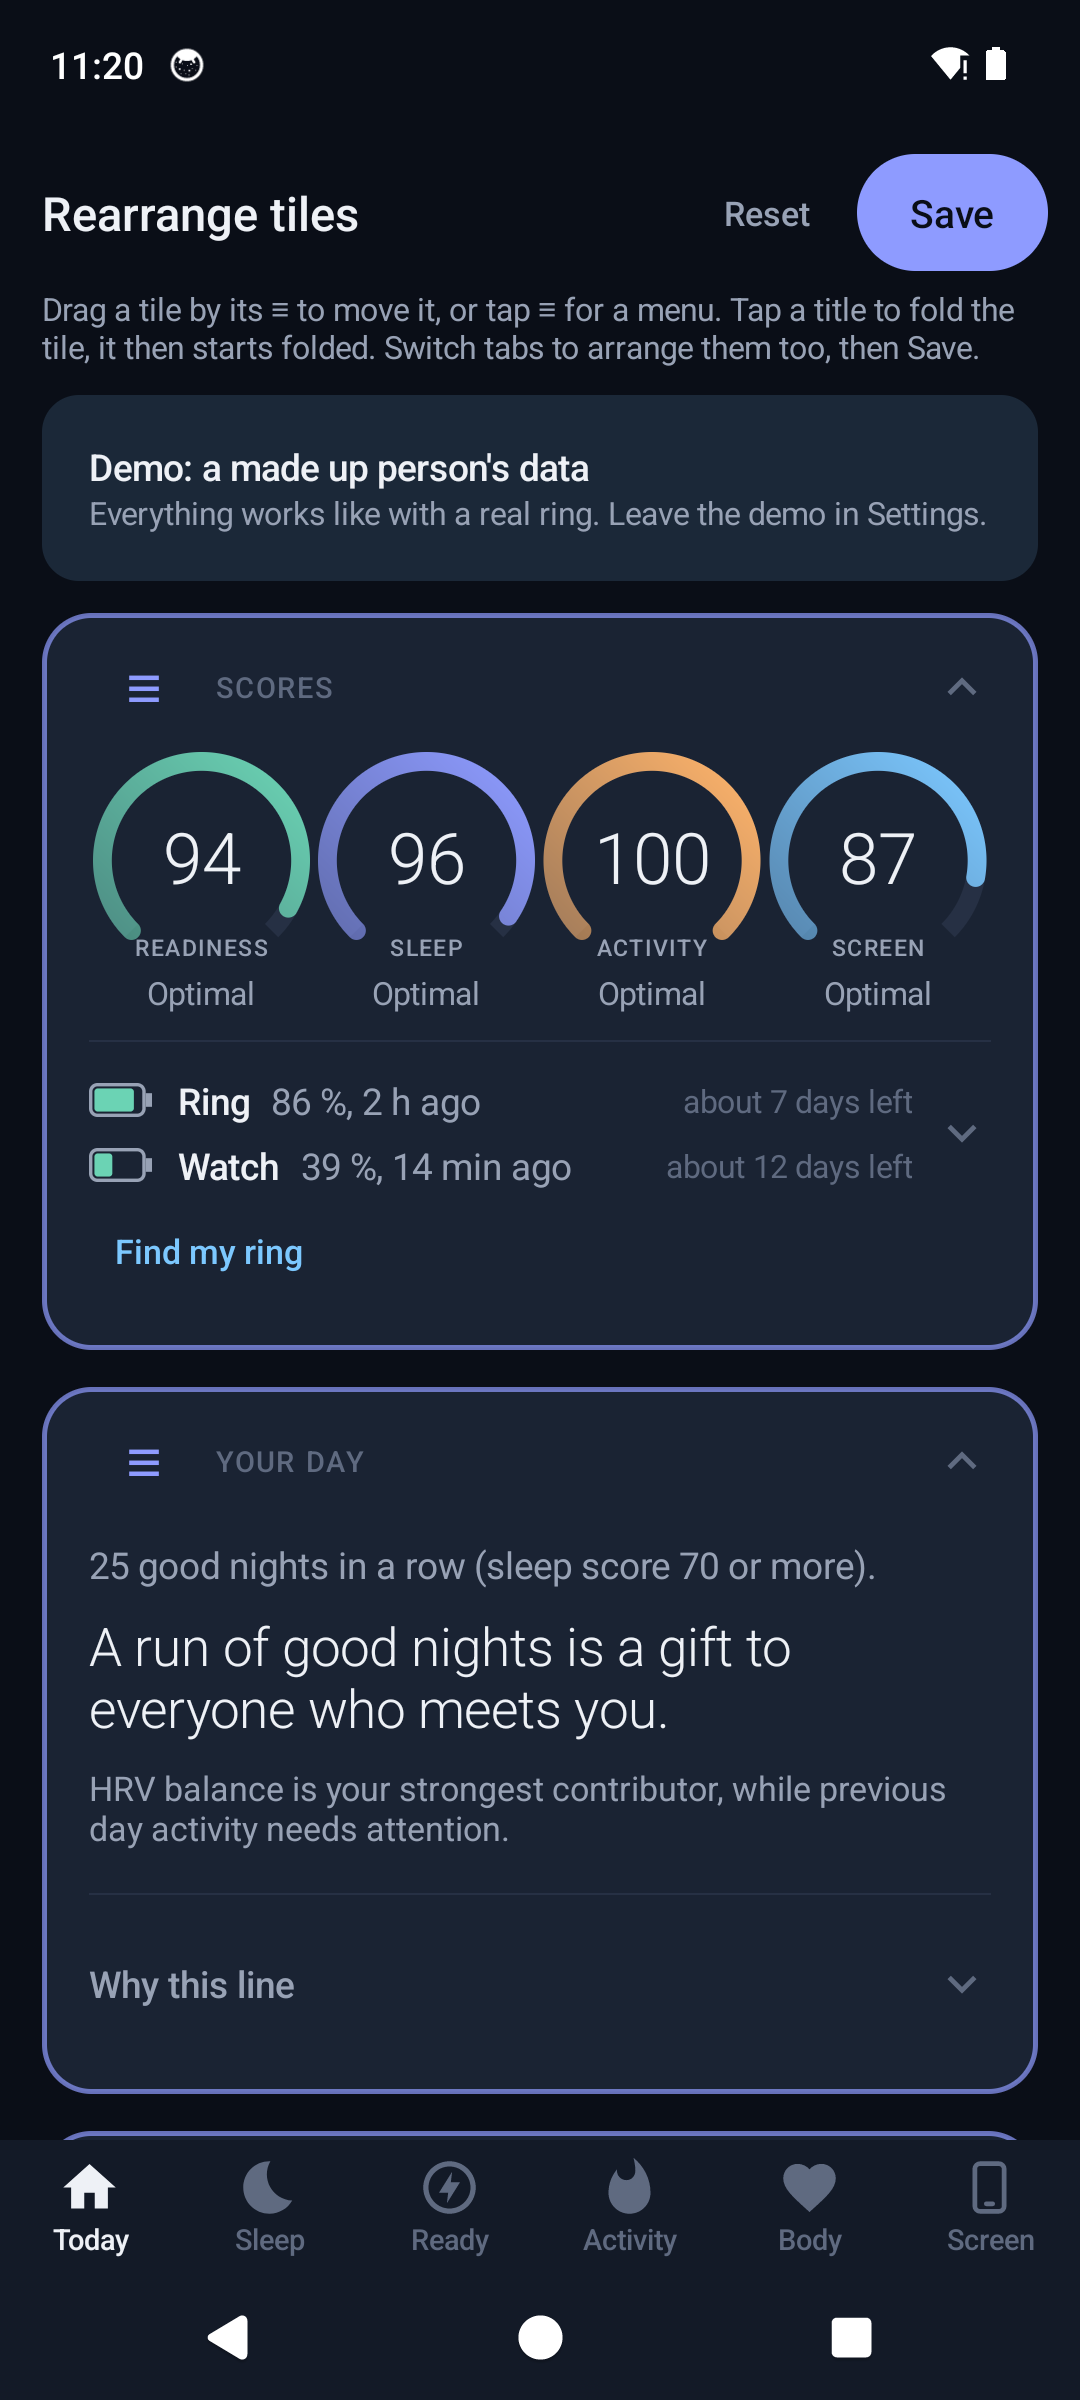 11:20
Rearrange tiles
Reset
Save
Drag a tile by its ≡ to move it, or tap ≡ for a menu. Tap a title to fold the
tile, it then starts folded. Switch tabs to arrange them too, then Save.
Demo: a made up person's data
Everything works like with a real ring. Leave the demo in Settings.
SCORES
94
96
100
87
READINESS
SLEEP
ACTIVITY
SCREEN
Optimal
Optimal
Optimal
Optimal
Ring 86 %, 2 h ago
about 7 days left
Watch 39 %, 14 min ago
about 12 days left
Find my ring
YOUR DAY
25 good nights in a row (sleep score 70 or more).
A run of good nights is a gift to
everyone who meets you.
HRV balance is your strongest contributor, while previous
day activity needs attention.
Why this line
Today
Sleep
Ready
Activity
Body
Screen